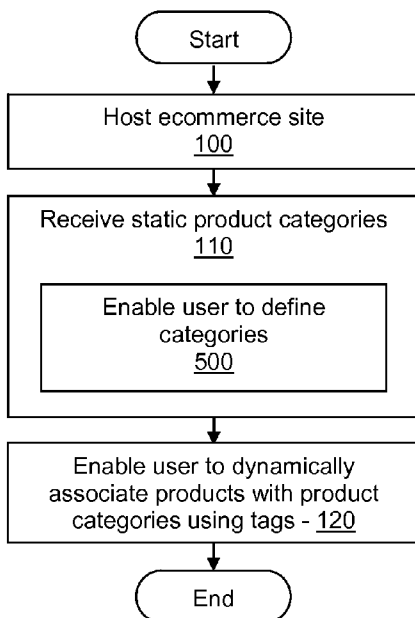 Start
Host ecommerce site
100
Receive static product categories
110
Enable user to define
categories
500
Enable user to dynamically
associate products with product
categories using tags - 120
End